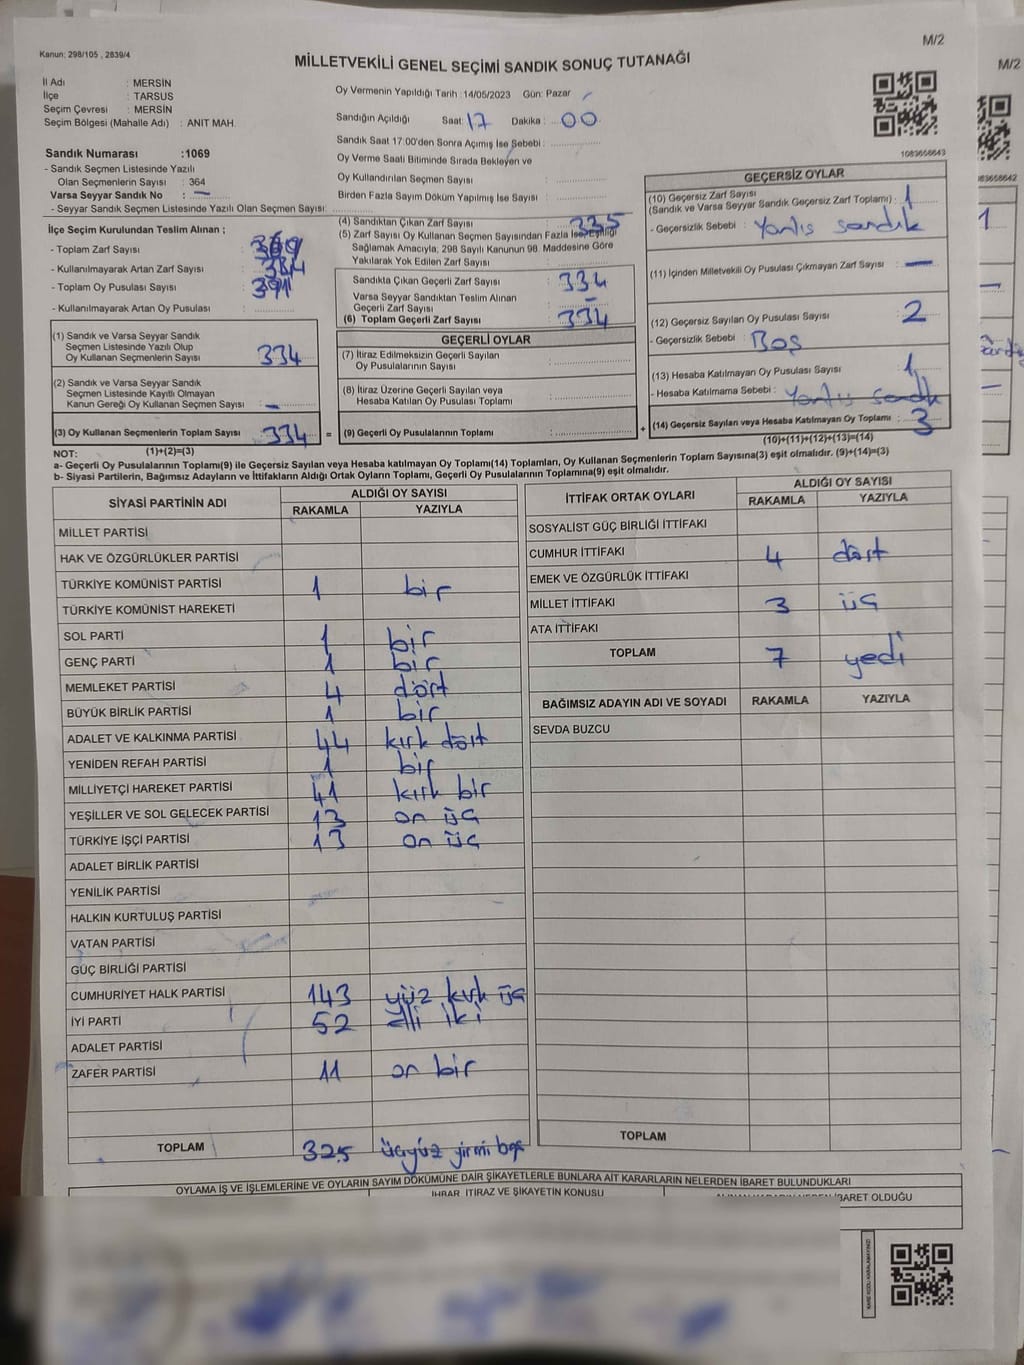 Kanun: 298/105 , 2839/4
M/2
M/2
MİLLETVEKİLİ GENEL SEÇİMİ SANDIK SONUÇ TUTANAĞI
İl Adı : MERSİN
İlçe : TARSUS
Seçim Çevresi : MERSİN
Seçim Bölgesi (Mahalle Adı) : ANIT MAH.
Sandık Numarası :1069
- Sandık Seçmen Listesinde Yazılı
Olan Seçmenlerin Sayısı : 364
Varsa Seyyar Sandık No : —
- Seyyar Sandık Seçmen Listesinde Yazılı Olan Seçmen Sayısı:
İlçe Seçim Kurulundan Teslim Alınan ;
- Toplam Zarf Sayısı :
- Kullanılmayarak Artan Zarf Sayısı :
- Toplam Oy Pusulası Sayısı :
- Kullanılmayarak Artan Oy Pusulası :
(1) Sandık ve Varsa Seyyar Sandık
Seçmen Listesinde Yazılı Olup
Oy Kullanan Seçmenlerin Sayısı : 334
(2) Sandık ve Varsa Seyyar Sandık
Seçmen Listesinde Kayıtlı Olmayan
Kanun Gereği Oy Kullanan Seçmen Sayısı : —
(3) Oy Kullanan Seçmenlerin Toplam Sayısı : 334 =
Oy Vermenin Yapıldığı Tarih :14/05/2023 Gün: Pazar
Sandığın Açıldığı Saat: 17 Dakika : 00
Sandık Saat 17:00'den Sonra Açımış İse Sebebi :
Oy Verme Saati Bitiminde Sırada Bekleyen ve
Oy Kullandırılan Seçmen Sayısı :
Birden Fazla Sayım Döküm Yapılmış İse Sayısı :
(4) Sandıktan Çıkan Zarf Sayısı : 335
(5) Zarf Sayısı Oy Kullanan Seçmen Sayısından Fazla İse, Eşitliği
Sağlamak Amacıyla, 298 Sayılı Kanunun 98. Maddesine Göre
Yakılarak Yok Edilen Zarf Sayısı :
Sandıkta Çıkan Geçerli Zarf Sayısı : 334
Varsa Seyyar Sandıktan Teslim Alınan
Geçerli Zarf Sayısı : —
(6) Toplam Geçerli Zarf Sayısı : 334
GEÇERLİ OYLAR
(7) İtiraz Edilmeksizin Geçerli Sayılan
Oy Pusulalarının Sayısı :
(8) İtiraz Üzerine Geçerli Sayılan veya
Hesaba Katılan Oy Pusulası Toplamı :
(9) Geçerli Oy Pusulalarının Toplamı : +
1083656643
GEÇERSİZ OYLAR
(10) Geçersiz Zarf Sayısı
(Sandık ve Varsa Seyyar Sandık Geçersiz Zarf Toplamı) : 1
- Geçersizlik Sebebi : Yanlış sandık
(11) İçinden Milletvekili Oy Pusulası Çıkmayan Zarf Sayısı : —
(12) Geçersiz Sayılan Oy Pusulası Sayısı : 2
- Geçersizlik Sebebi : Boş
(13) Hesaba Katılmayan Oy Pusulası Sayısı : 1
- Hesaba Katılmama Sebebi : Yanlış sandık
(14) Geçersiz Sayılan veya Hesaba Katılmayan Oy Toplamı : 3
NOT: (1)+(2)=(3)
(10)+(11)+(12)+(13)=(14)
a- Geçerli Oy Pusulalarının Toplamı(9) ile Geçersiz Sayılan veya Hesaba katılmayan Oy Toplamı(14) Toplamları, Oy Kullanan Seçmenlerin Toplam Sayısına(3) eşit olmalıdır. (9)+(14)=(3)
b- Siyasi Partilerin, Bağımsız Adayların ve İttifakların Aldığı Ortak Oyların Toplamı, Geçerli Oy Pusulalarının Toplamına(9) eşit olmalıdır.
SİYASİ PARTİNİN ADI
ALDIĞI OY SAYISI
RAKAMLA YAZIYLA
MİLLET PARTİSİ
HAK VE ÖZGÜRLÜKLER PARTİSİ
TÜRKİYE KOMÜNİST PARTİSİ 1 bir
TÜRKİYE KOMÜNİST HAREKETİ
SOL PARTİ 1 bir
GENÇ PARTİ 1 bir
MEMLEKET PARTİSİ 4 dört
BÜYÜK BİRLİK PARTİSİ 1 bir
ADALET VE KALKINMA PARTİSİ 44 kırk dört
YENİDEN REFAH PARTİSİ 1 bir
MİLLİYETÇİ HAREKET PARTİSİ 41 kırk bir
YEŞİLLER VE SOL GELECEK PARTİSİ 13 on üç
TÜRKİYE İŞÇİ PARTİSİ 13 on üç
ADALET BİRLİK PARTİSİ
YENİLİK PARTİSİ
HALKIN KURTULUŞ PARTİSİ
VATAN PARTİSİ
GÜÇ BİRLİĞİ PARTİSİ
CUMHURİYET HALK PARTİSİ 143 yüz kırk üç
İYİ PARTİ 52 elli iki
ADALET PARTİSİ
ZAFER PARTİSİ 11 on bir
TOPLAM 325 üçyüz yirmi beş
İTTİFAK ORTAK OYLARI
ALDIĞI OY SAYISI
RAKAMLA YAZIYLA
SOSYALİST GÜÇ BİRLİĞİ İTTİFAKI
CUMHUR İTTİFAKI 4 dört
EMEK VE ÖZGÜRLÜK İTTİFAKI
MİLLET İTTİFAKI 3 üç
ATA İTTİFAKI
TOPLAM 7 yedi
BAĞIMSIZ ADAYIN ADI VE SOYADI RAKAMLA YAZIYLA
SEVDA BUZCU
TOPLAM
OYLAMA İŞ VE İŞLEMLERİNE VE OYLARIN SAYIM DÖKÜMÜNE DAİR ŞİKAYETLERLE BUNLARA AİT KARARLARIN NELERDEN İBARET BULUNDUKLARI
İHBAR, İTİRAZ VE ŞİKAYETİN KONUSU
İBARET OLDUĞU